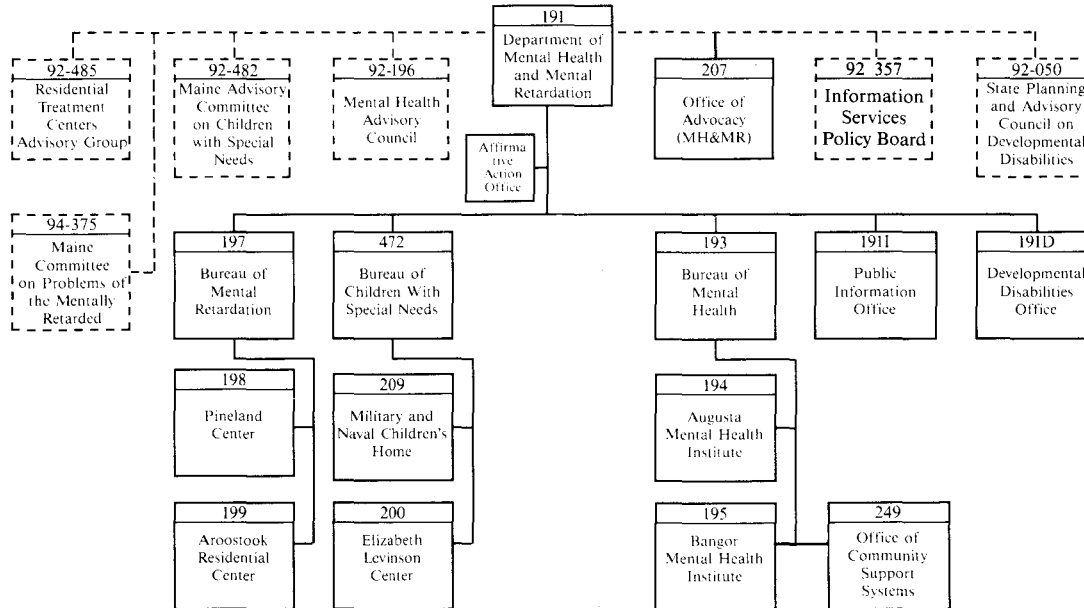 191
Department of
Mental Health
and Mental
Retardation
92-485
Residential
Treatment
Centers
Advisory Group
92-482
Maine Advisory
Committee
on Children
with Special
Needs
92-196
Mental Health
Advisory
Council
207
Office of
Advocacy
(MH&MR)
92 357
Information
Services
Policy Board
92-050
State Planning
and Advisory
Council on
Developmental
Disabilities
Affirma-
tive
Action
Office
94-375
Maine
Committee
on Problems of
the Mentally
Retarded
197
Bureau of
Mental
Retardation
472
Bureau of
Children With
Special Needs
193
Bureau of
Mental
Health
191I
Public
Information
Office
191D
Developmental
Disabilities
Office
198
Pineland
Center
209
Military and
Naval Children's
Home
194
Augusta
Mental Health
Institute
199
Aroostook
Residential
Center
200
Elizabeth
Levinson
Center
195
Bangor
Mental Health
Institute
249
Office of
Community
Support
Systems